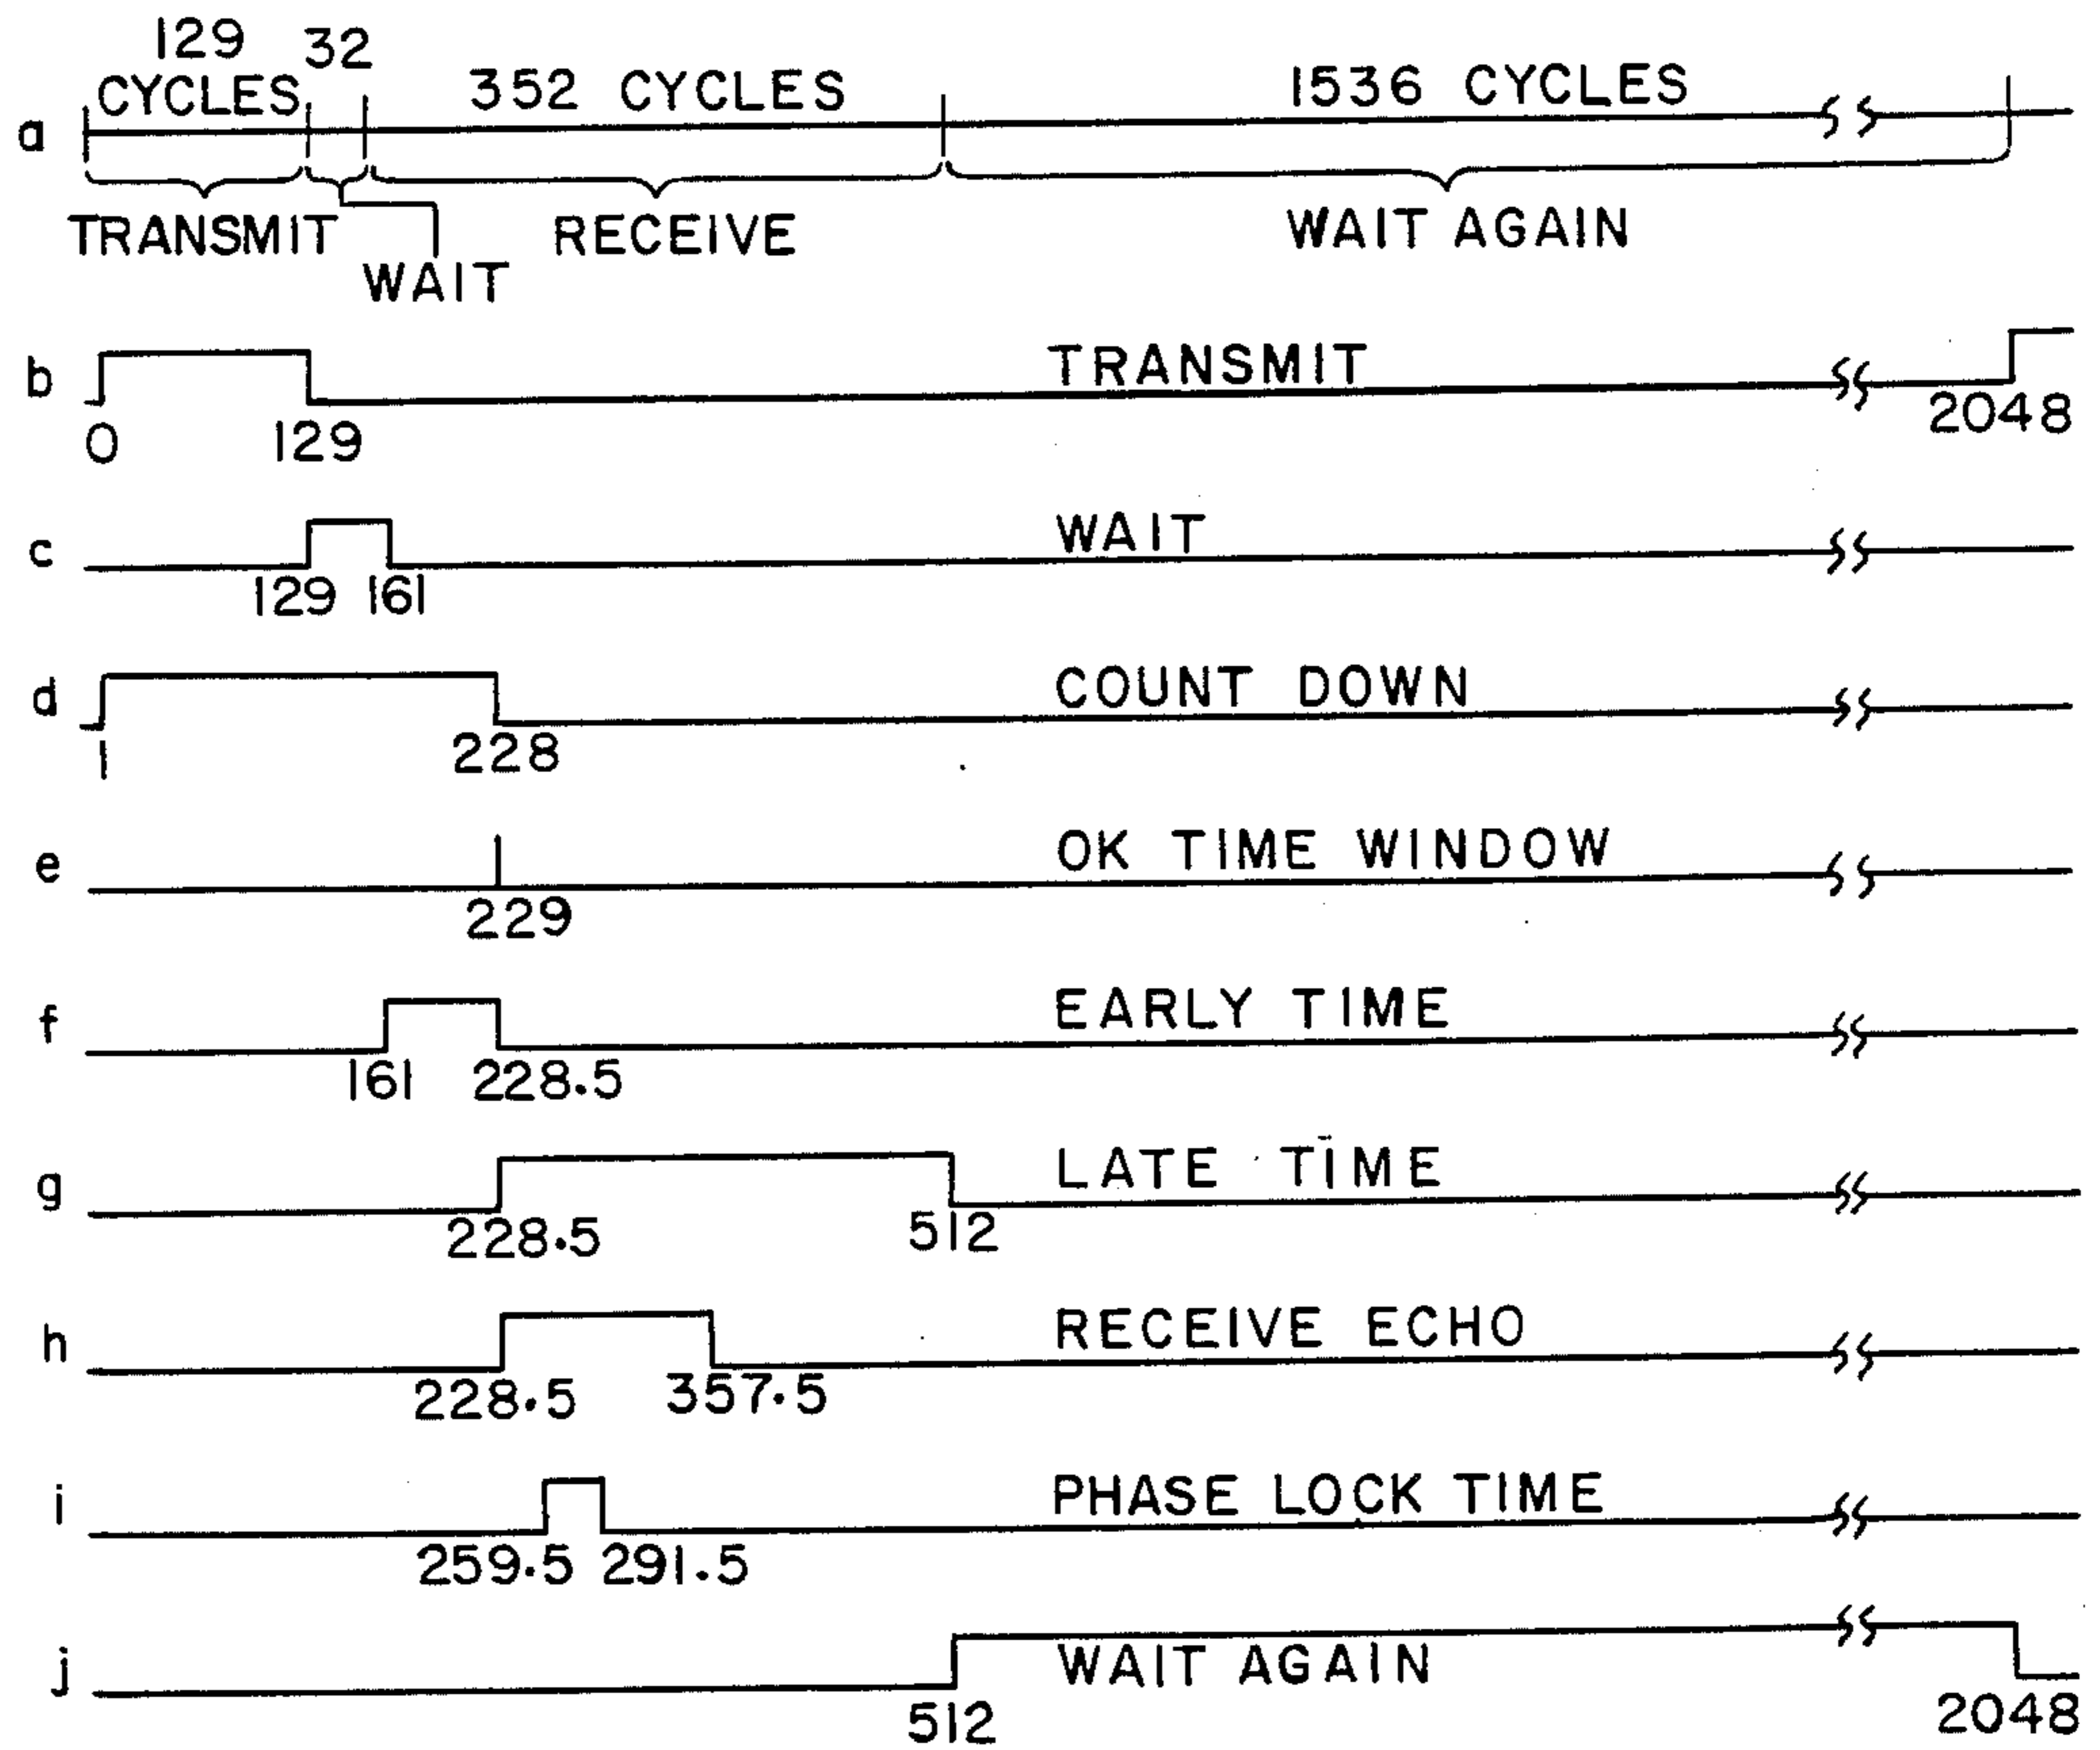 129 32
CYCLES 352 CYCLES 1536 CYCLES
a
TRANSMIT RECEIVE WAIT AGAIN
WAIT
b TRANSMIT
0 129 2048
c WAIT
129 161
d COUNT DOWN
1 228
e OK TIME WINDOW
229
f EARLY TIME
161 228.5
g LATE TIME
228.5 512
h RECEIVE ECHO
228.5 357.5
i PHASE LOCK TIME
259.5 291.5
j WAIT AGAIN
512 2048